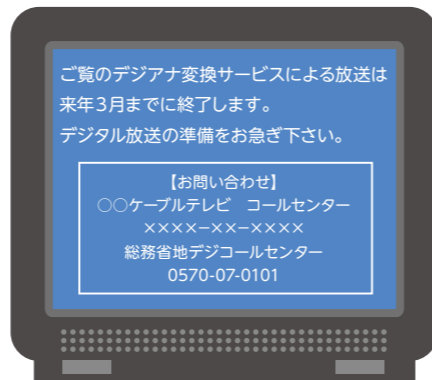 ご覧のデジアナ変換サービスによる放送は
来年3月までに終了します。
デジタル放送の準備をお急ぎ下さい。
【お問い合わせ】
○○ケーブルテレビ　コールセンター
××××−××−××××
総務省地デジコールセンター
0570-07-0101